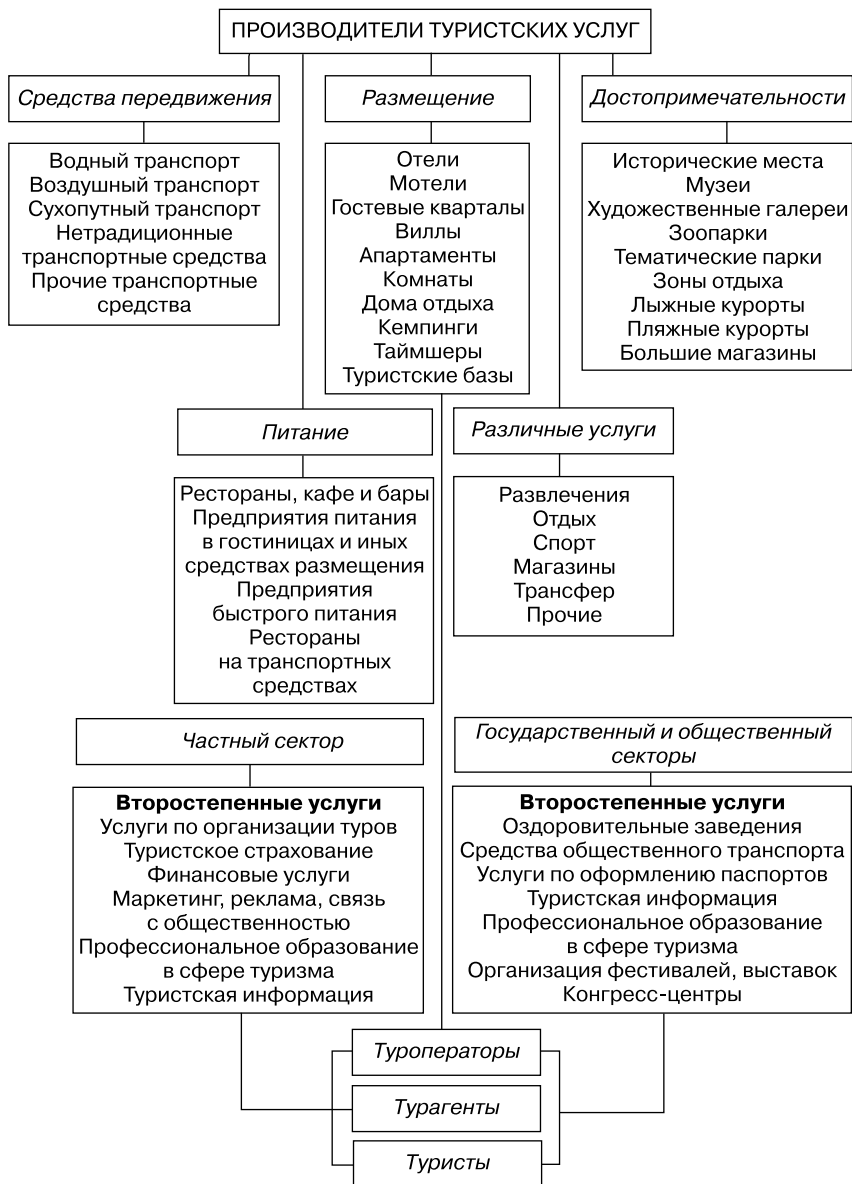 ПРОИЗВОДИТЕЛИ ТУРИСТСКИХ УСЛУГ
Средства передвижения
Водный транспорт
Воздушный транспорт
Сухопутный транспорт
Нетрадиционные
транспортные средства
Прочие транспортные
средства
Размещение
Отели
Мотели
Гостевые кварталы
Виллы
Апартаменты
Комнаты
Дома отдыха
Кемпинги
Таймшеры
Туристские базы
Достопримечательности
Исторические места
Музеи
Художественные галереи
Зоопарки
Тематические парки
Зоны отдыха
Лыжные курорты
Пляжные курорты
Большие магазины
Питание
Рестораны, кафе и бары
Предприятия питания
в гостиницах и иных
средствах размещения
Предприятия
быстрого питания
Рестораны
на транспортных
средствах
Различные услуги
Развлечения
Отдых
Спорт
Магазины
Трансфер
Прочие
Частный сектор
Второстепенные услуги
Услуги по организации туров
Туристское страхование
Финансовые услуги
Маркетинг, реклама, связь
с общественностью
Профессиональное образование
в сфере туризма
Туристская информация
Государственный и общественный
секторы
Второстепенные услуги
Оздоровительные заведения
Средства общественного транспорта
Услуги по оформлению паспортов
Туристская информация
Профессиональное образование
в сфере туризма
Организация фестивалей, выставок
Конгресс-центры
Туроператоры
Турагенты
Туристы